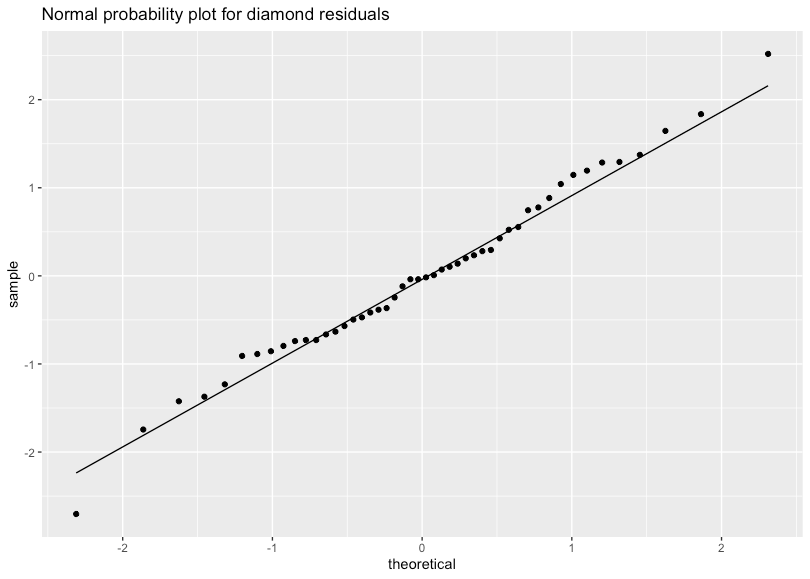 Normal probability plot for diamond residuals
2
1
0
-1
-2
sample
-2 -1 0 1 2
theoretical